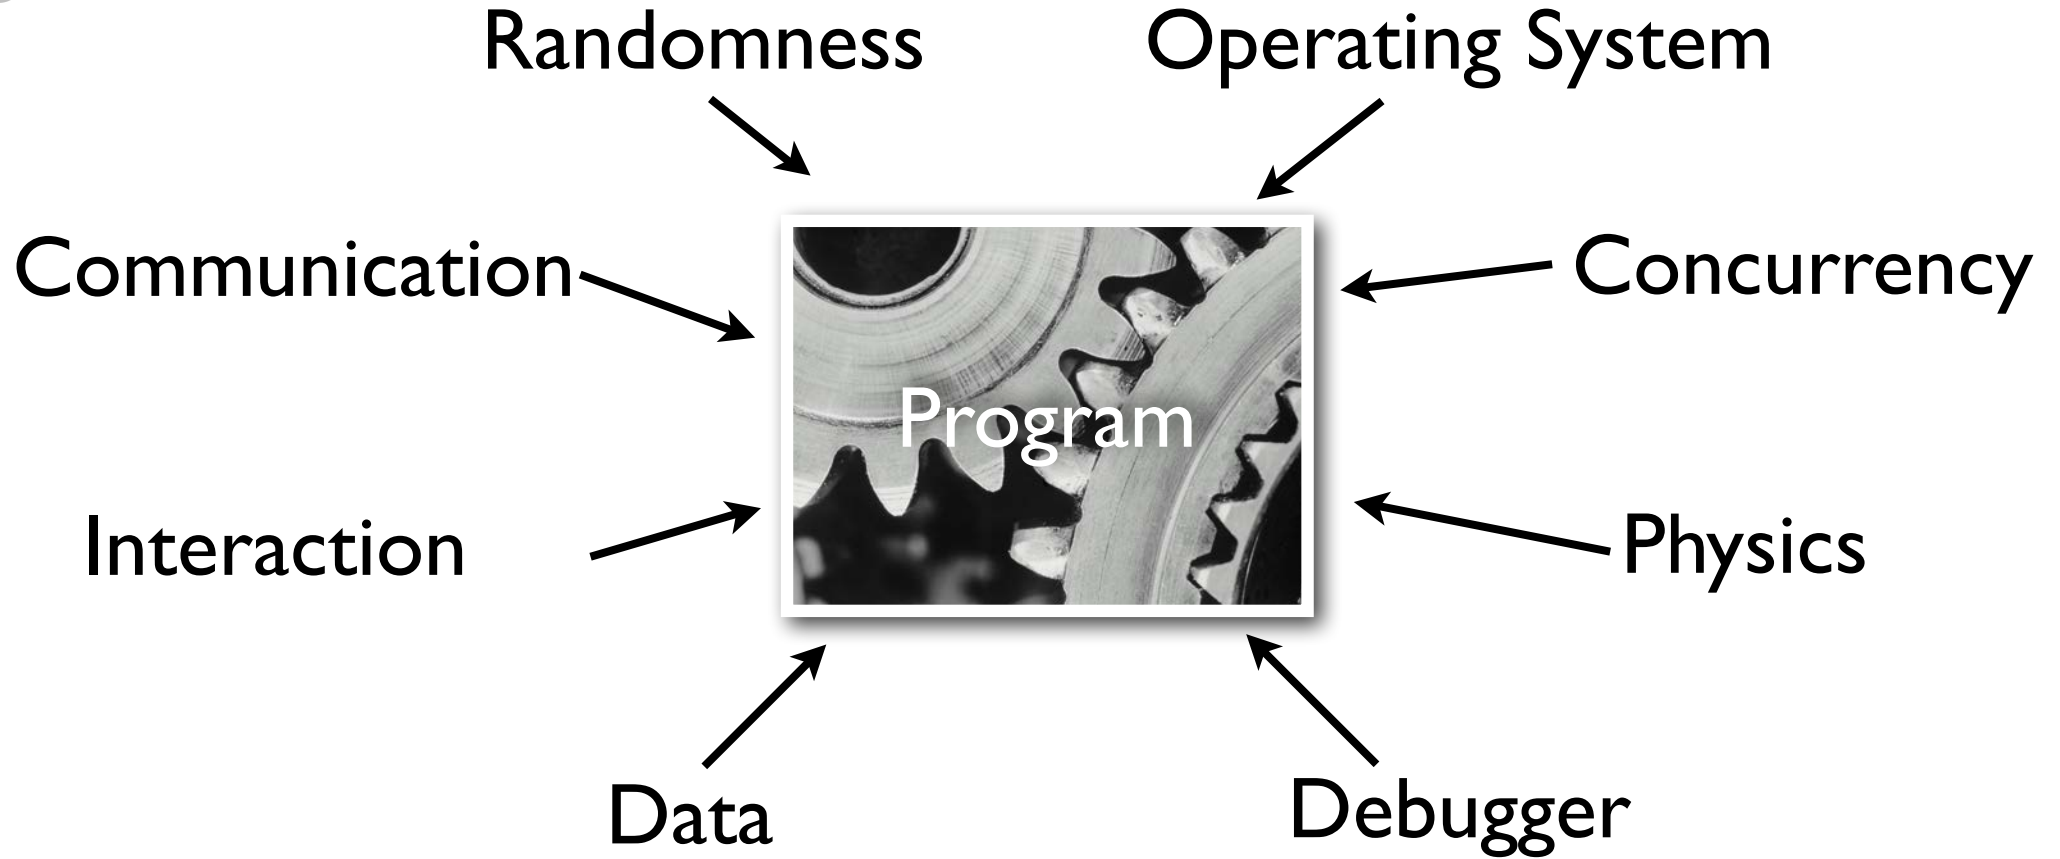 Randomness
Operating System
Communication
Concurrency
Program
Interaction
Physics
Data
Debugger